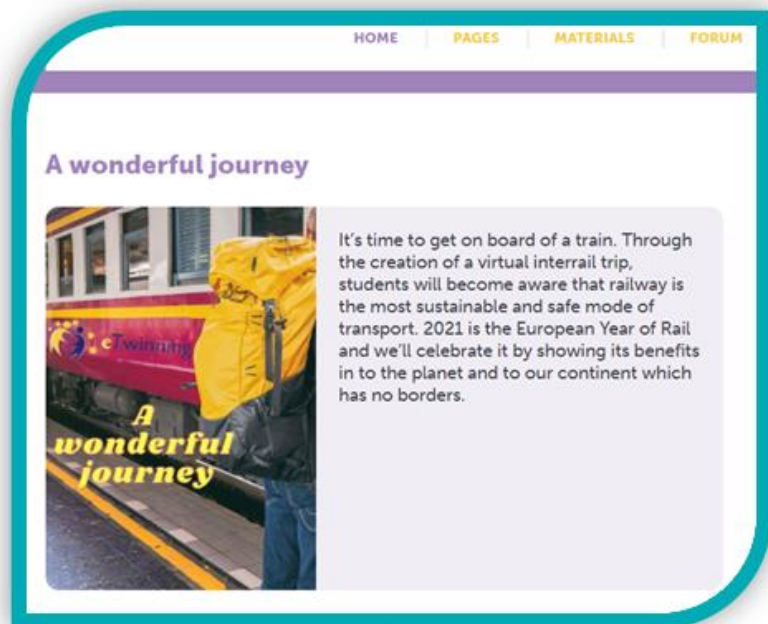 HOME PAGES MATERIALS FORUM
A wonderful journey
eTwinning
A
wonderful
journey
It's time to get on board of a train. Through
the creation of a virtual interrail trip,
students will become aware that railway is
the most sustainable and safe mode of
transport. 2021 is the European Year of Rail
and we'll celebrate it by showing its benefits
in to the planet and to our continent which
has no borders.